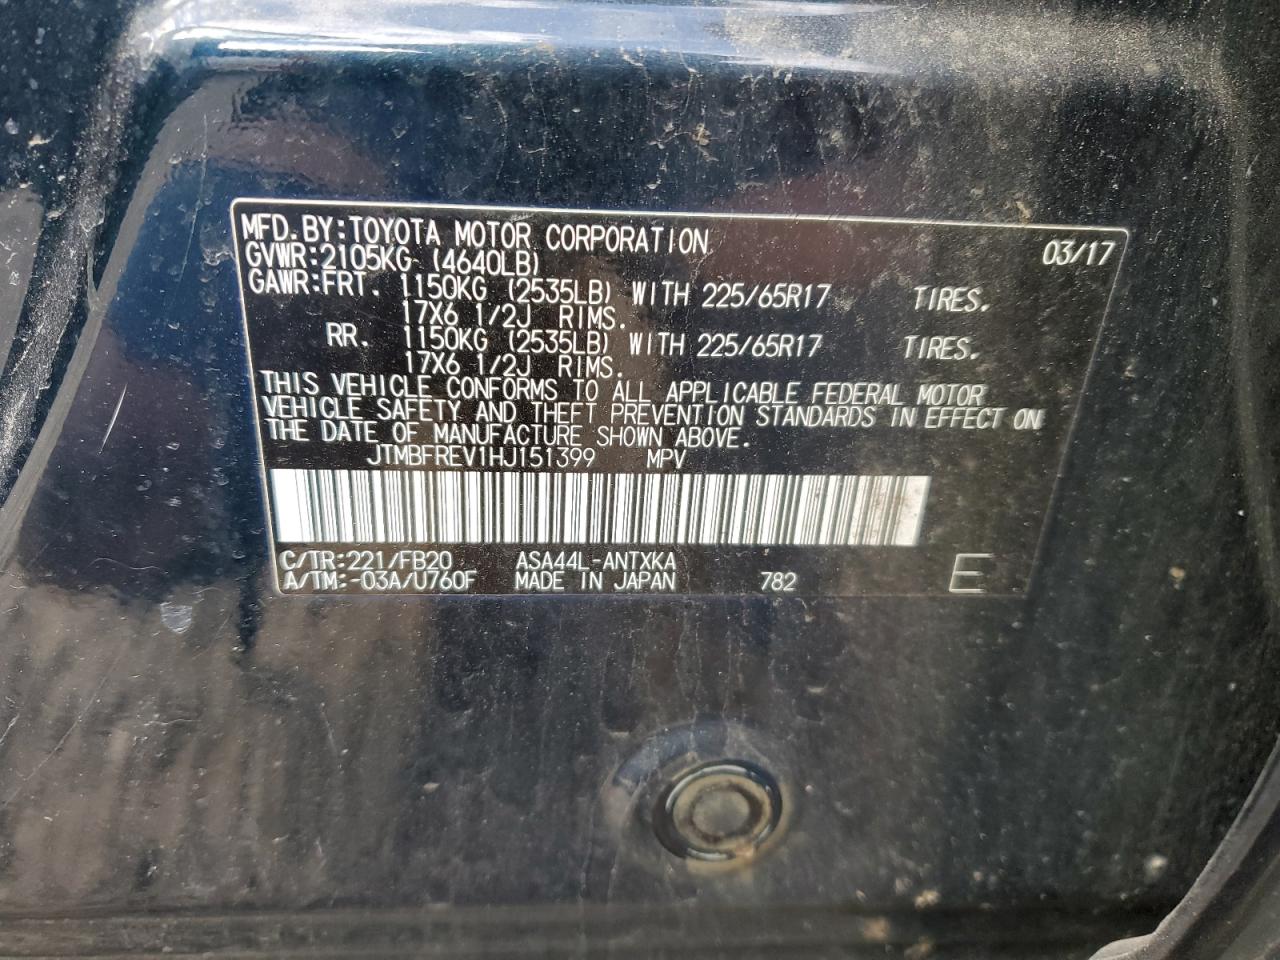 MFD.BY:TOYOTA MOTOR CORPORATION 03/17
GVWR:2105KG (4640LB)
GAWR:FRT. 1150KG (2535LB) WITH 225/65R17 TIRES.
17X6 1/2J RIMS.
RR. 1150KG (2535LB) WITH 225/65R17 TIRES.
17X6 1/2J RIMS.
THIS VEHICLE CONFORMS TO ALL APPLICABLE FEDERAL MOTOR
VEHICLE SAFETY AND THEFT PREVENTION STANDARDS IN EFFECT ON
THE DATE OF MANUFACTURE SHOWN ABOVE.
JTMBFREV1HJ151399 MPV
C/TR:221/FB20 ASA44L-ANTXKA
A/TM:-03A/U760F MADE IN JAPAN 782 E